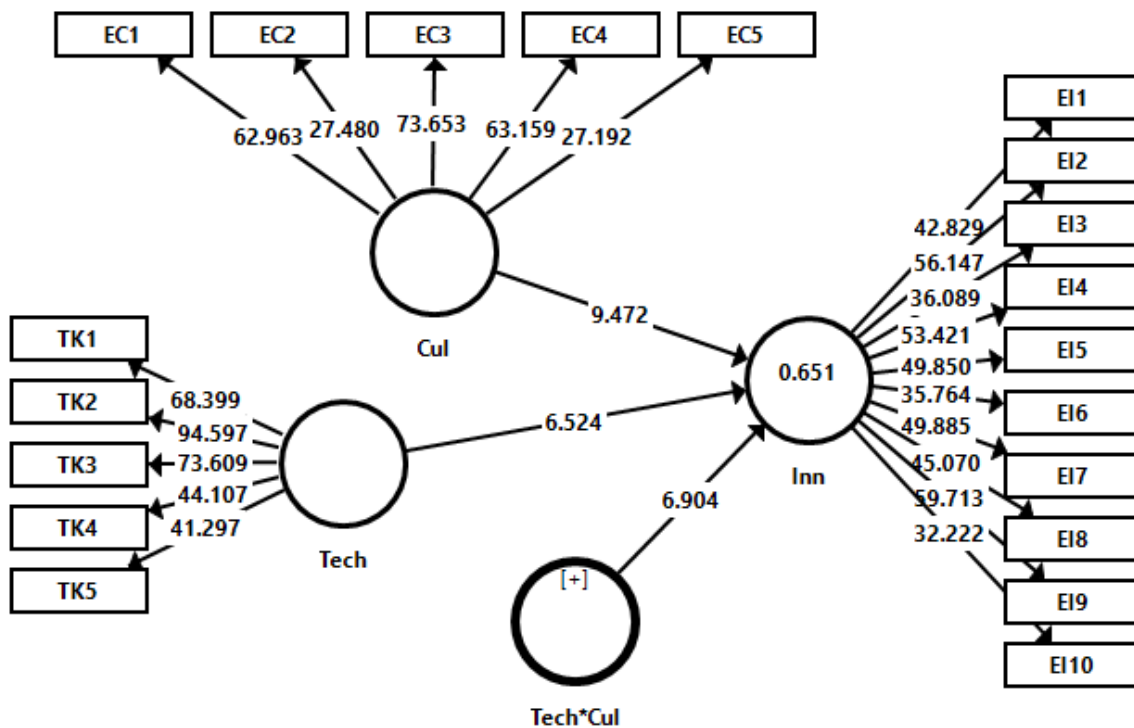 EC1 EC2 EC3 EC4 EC5
62.963 27.480 73.653 63.159 27.192
Cul
9.472
TK1
TK2
TK3
TK4
TK5
68.399
94.597
73.609
44.107
41.297
Tech
6.524
[+]
Tech*Cul
6.904
0.651
Inn
42.829
56.147
36.089
53.421
49.850
35.764
49.885
45.070
59.713
32.222
EI1
EI2
EI3
EI4
EI5
EI6
EI7
EI8
EI9
EI10